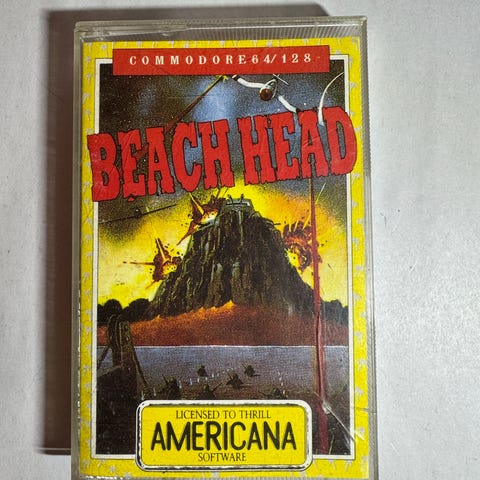 COMMODORE 64/128
BEACH HEAD
LICENSED TO THRILL
AMERICANA
SOFTWARE